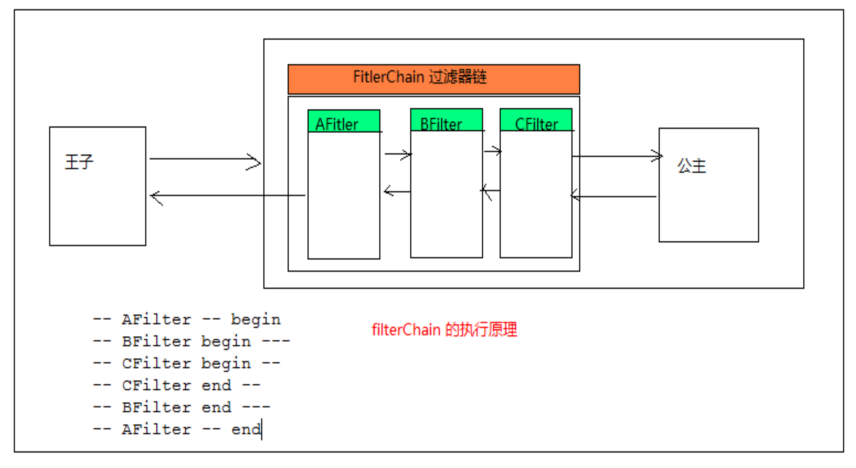 FitlerChain 过滤器链
AFitler
BFilter
CFilter
王子
公主
-- AFilter -- begin
-- BFilter begin ---
-- CFilter begin --
-- CFilter end --
-- BFilter end ---
-- AFilter -- end
filterChain 的执行原理